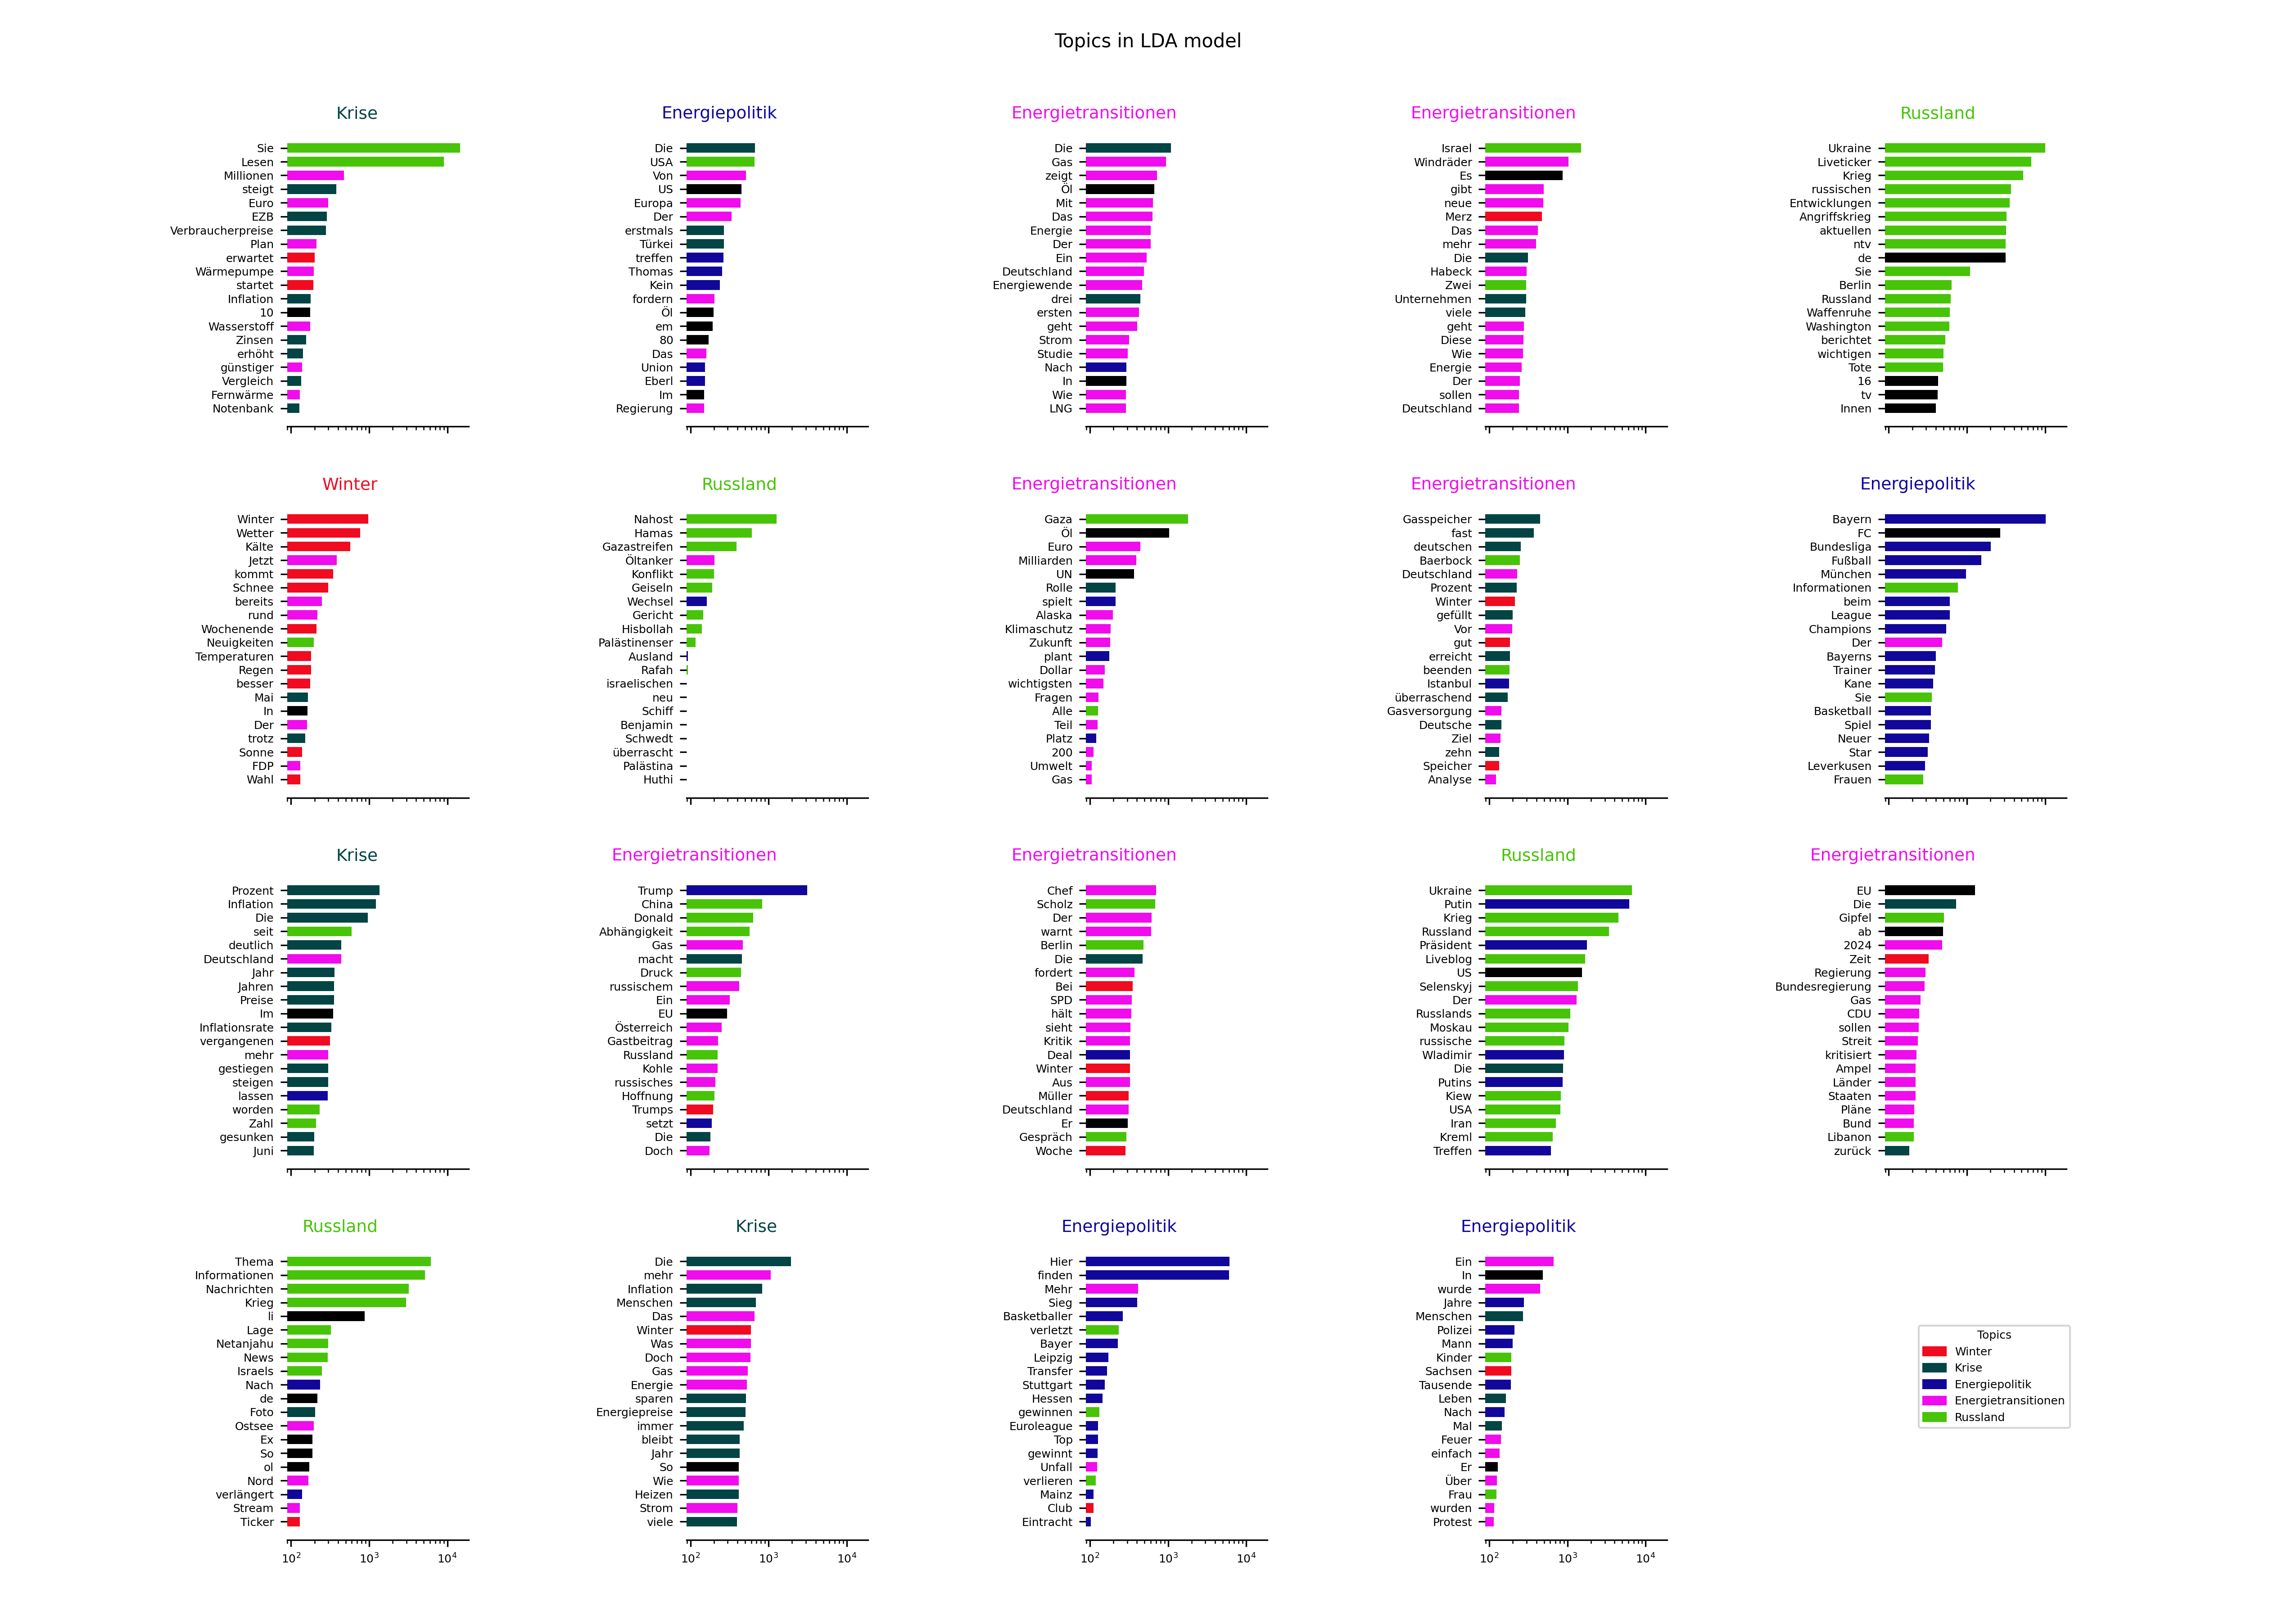 Topics in LDA model
Krise
Sie
Lesen
Millionen
steigt
Euro
EZB
Verbraucherpreise
Plan
erwartet
Wärmepumpe
startet
Inflation
10
Wasserstoff
Zinsen
erhöht
günstiger
Vergleich
Fernwärme
Notenbank
Energiepolitik
Die
USA
Von
US
Europa
Der
erstmals
Türkei
treffen
Thomas
Kein
fordern
Öl
em
80
Das
Union
Eberl
Im
Regierung
Energietransitionen
Die
Gas
zeigt
Öl
Mit
Das
Energie
Der
Ein
Deutschland
Energiewende
drei
ersten
geht
Strom
Studie
Nach
In
Wie
LNG
Energietransitionen
Israel
Windräder
Es
gibt
neue
Merz
Das
mehr
Die
Habeck
Zwei
Unternehmen
viele
geht
Diese
Wie
Energie
Der
sollen
Deutschland
Russland
Ukraine
Liveticker
Krieg
russischen
Entwicklungen
Angriffskrieg
aktuellen
ntv
de
Sie
Berlin
Russland
Waffenruhe
Washington
berichtet
wichtigen
Tote
16
tv
Innen
Winter
Winter
Wetter
Kälte
Jetzt
kommt
Schnee
bereits
rund
Wochenende
Neuigkeiten
Temperaturen
Regen
besser
Mai
In
Der
trotz
Sonne
FDP
Wahl
Russland
Nahost
Hamas
Gazastreifen
Öltanker
Konflikt
Geiseln
Wechsel
Gericht
Hisbollah
Palästinenser
Ausland
Rafah
israelischen
neu
Schiff
Benjamin
Schwedt
überrascht
Palästina
Huthi
Energietransitionen
Gaza
Öl
Euro
Milliarden
UN
Rolle
spielt
Alaska
Klimaschutz
Zukunft
plant
Dollar
wichtigsten
Fragen
Alle
Teil
Platz
200
Umwelt
Gas
Energietransitionen
Gasspeicher
fast
deutschen
Baerbock
Deutschland
Prozent
Winter
gefüllt
Vor
gut
erreicht
beenden
Istanbul
überraschend
Gasversorgung
Deutsche
Ziel
zehn
Speicher
Analyse
Energiepolitik
Bayern
FC
Bundesliga
Fußball
München
Informationen
beim
League
Champions
Der
Bayerns
Trainer
Kane
Sie
Basketball
Spiel
Neuer
Star
Leverkusen
Frauen
Krise
Prozent
Inflation
Die
seit
deutlich
Deutschland
Jahr
Jahren
Preise
Im
Inflationsrate
vergangenen
mehr
gestiegen
steigen
lassen
worden
Zahl
gesunken
Juni
Energietransitionen
Trump
China
Donald
Abhängigkeit
Gas
macht
Druck
russischem
Ein
EU
Österreich
Gastbeitrag
Russland
Kohle
russisches
Hoffnung
Trumps
setzt
Die
Doch
Energietransitionen
Chef
Scholz
Der
warnt
Berlin
Die
fordert
Bei
SPD
hält
sieht
Kritik
Deal
Winter
Aus
Müller
Deutschland
Er
Gespräch
Woche
Russland
Ukraine
Putin
Krieg
Russland
Präsident
Liveblog
US
Selenskyj
Der
Russlands
Moskau
russische
Wladimir
Die
Putins
Kiew
USA
Iran
Kreml
Treffen
Energietransitionen
EU
Die
Gipfel
ab
2024
Zeit
Regierung
Bundesregierung
Gas
CDU
sollen
Streit
kritisiert
Ampel
Länder
Staaten
Pläne
Bund
Libanon
zurück
Russland
Thema
Informationen
Nachrichten
Krieg
li
Lage
Netanjahu
News
Israels
Nach
de
Foto
Ostsee
Ex
So
ol
Nord
verlängert
Stream
Ticker
10² 10³ 10⁴
Krise
Die
mehr
Inflation
Menschen
Das
Winter
Was
Doch
Gas
Energie
sparen
Energiepreise
immer
bleibt
Jahr
So
Wie
Heizen
Strom
viele
10² 10³ 10⁴
Energiepolitik
Hier
finden
Mehr
Sieg
Basketballer
verletzt
Bayer
Leipzig
Transfer
Stuttgart
Hessen
gewinnen
Euroleague
Top
gewinnt
Unfall
verlieren
Mainz
Club
Eintracht
10² 10³ 10⁴
Energiepolitik
Ein
In
wurde
Jahre
Menschen
Polizei
Mann
Kinder
Sachsen
Tausende
Leben
Nach
Mal
Feuer
einfach
Er
Über
Frau
wurden
Protest
10² 10³ 10⁴
Topics
Winter
Krise
Energiepolitik
Energietransitionen
Russland